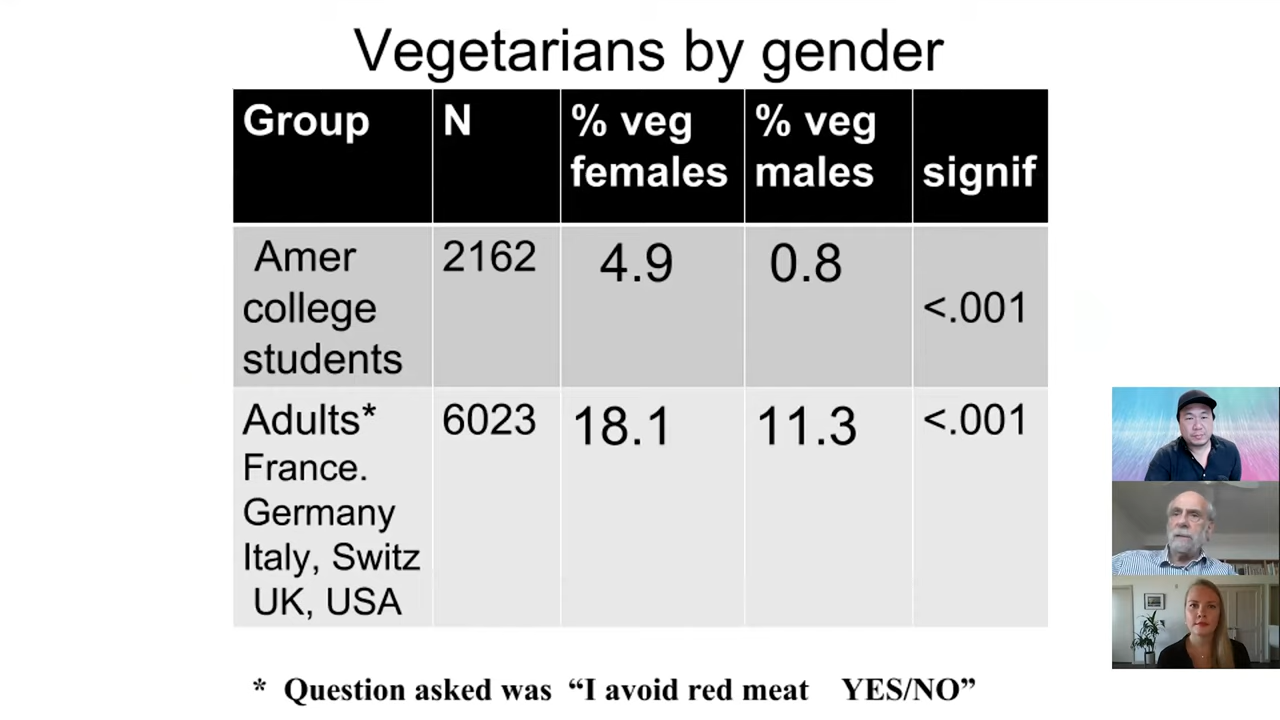 Vegetarians by gender
Group N % veg females % veg males signif
Amer college students 2162 4.9 0.8 <.001
Adults* France. Germany Italy, Switz UK, USA 6023 18.1 11.3 <.001
* Question asked was “I avoid red meat YES/NO”